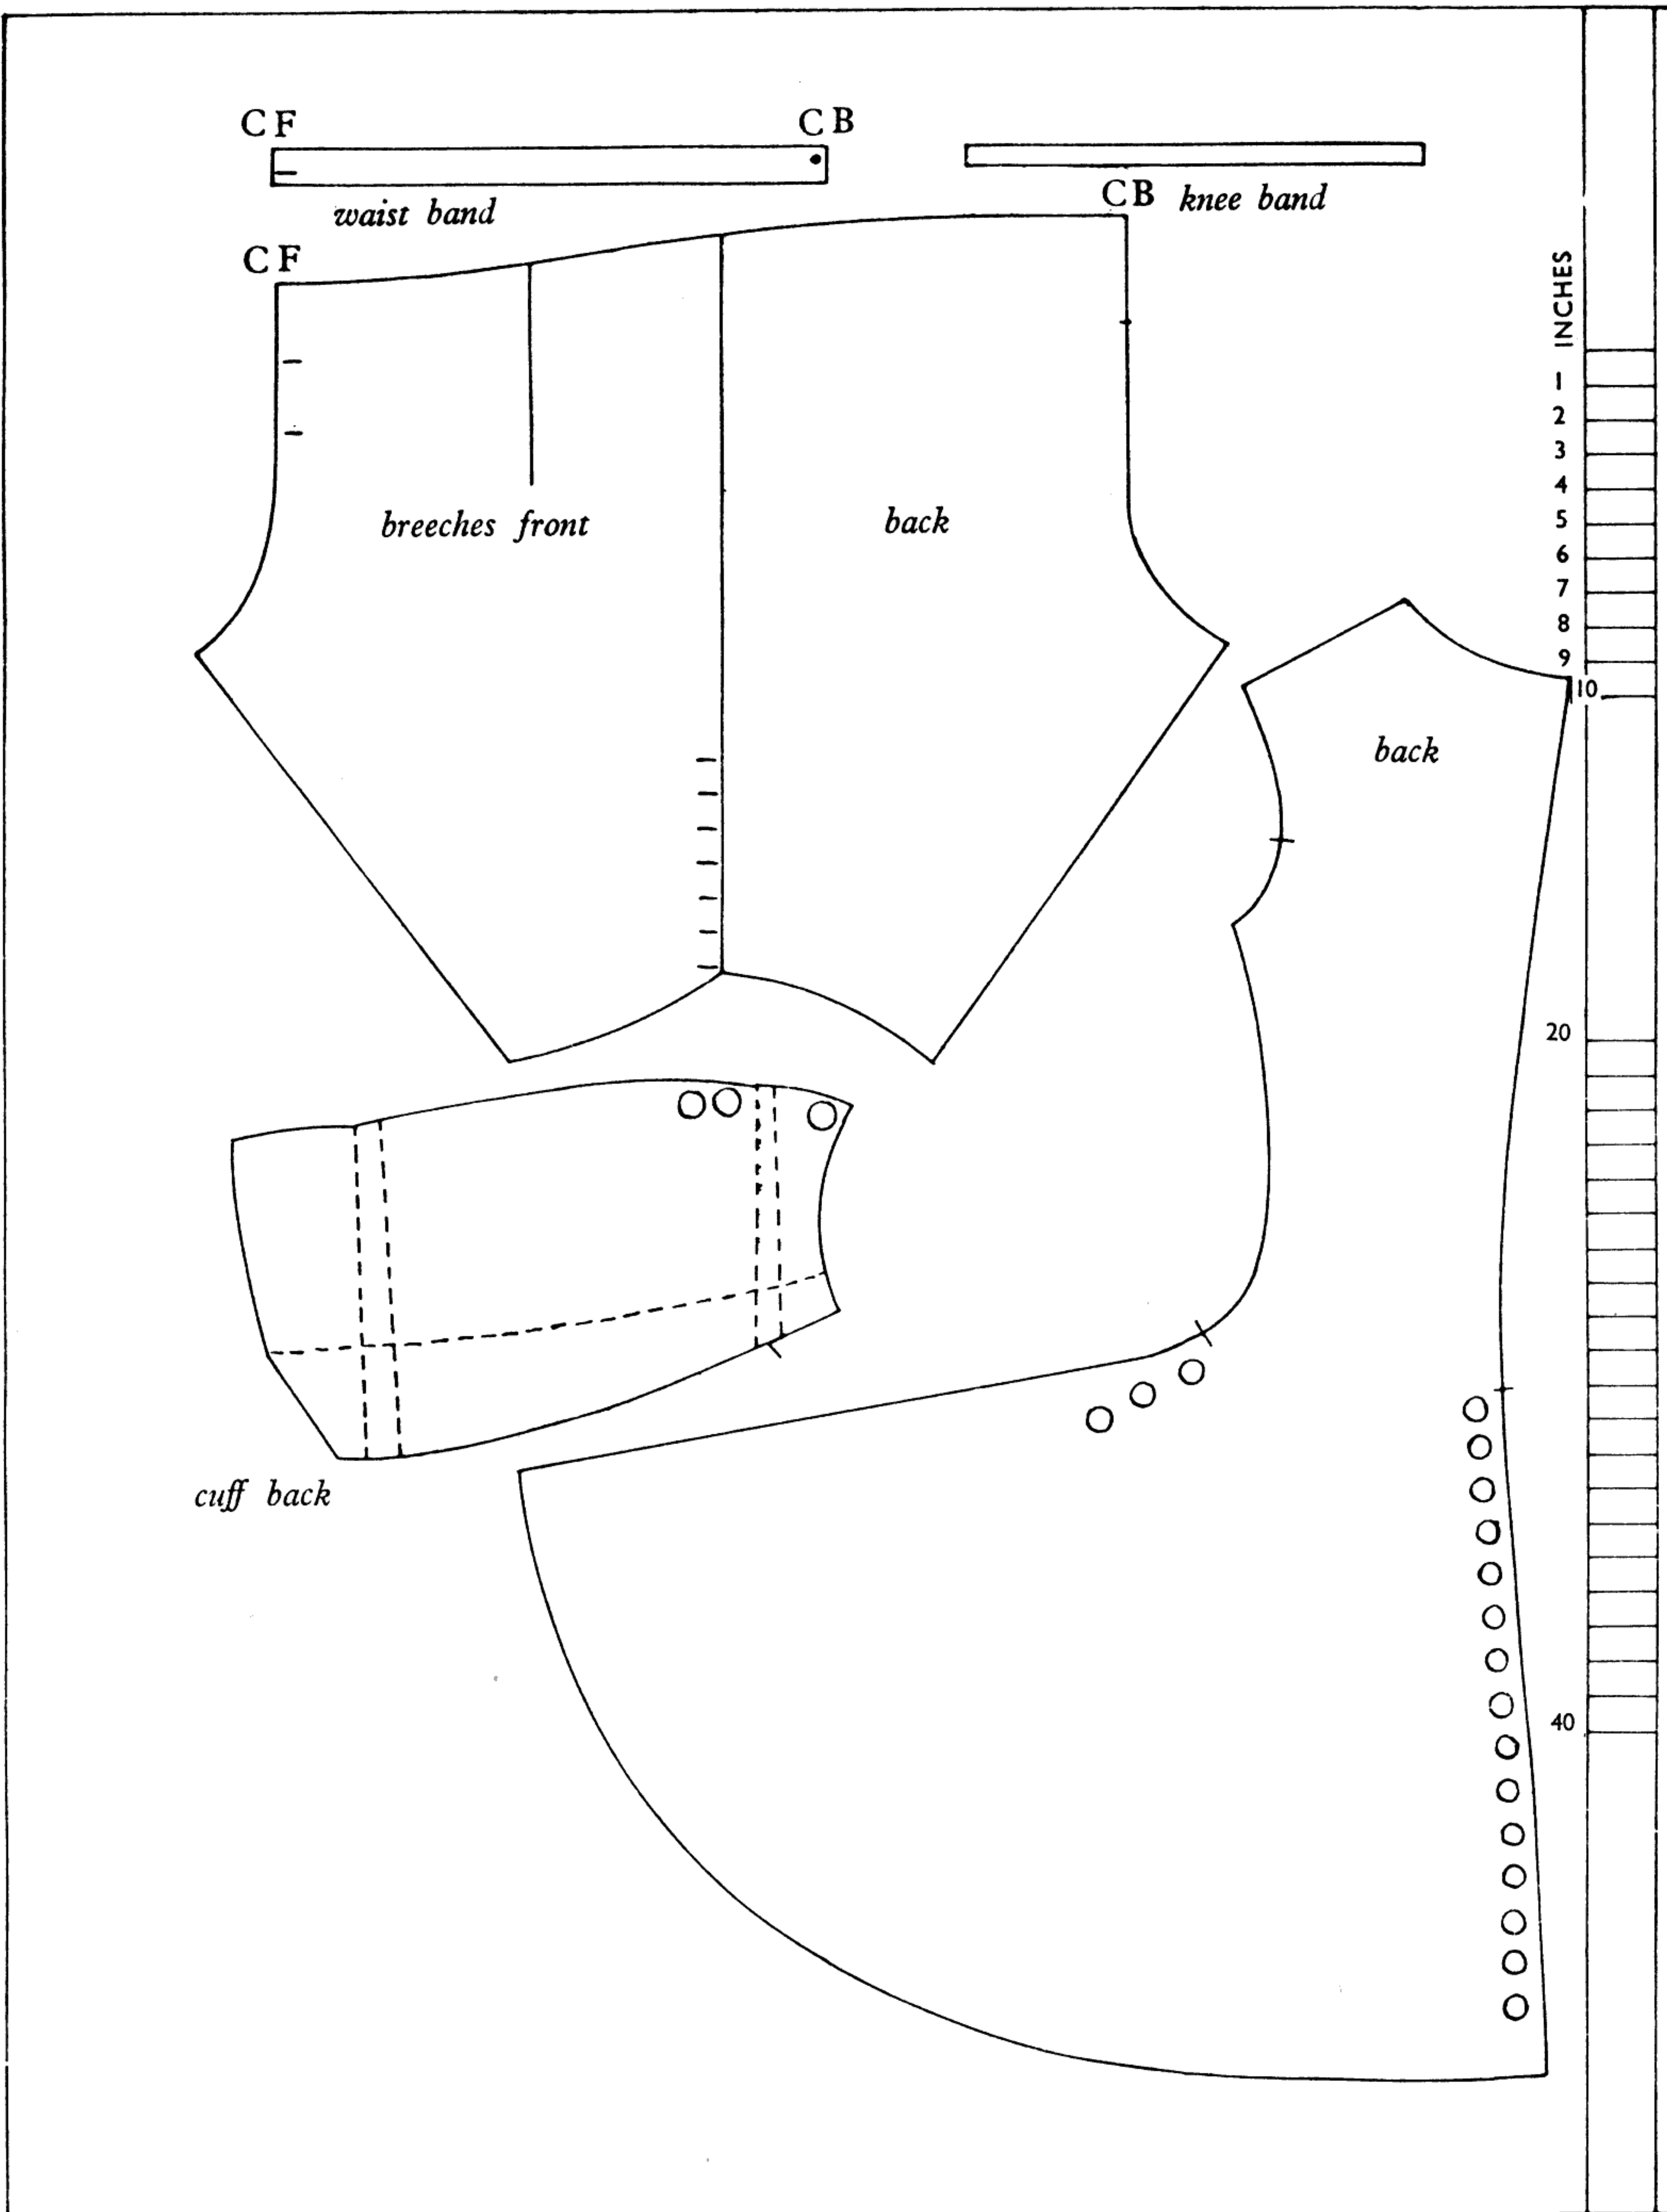 CF
CB
waist band
CB
knee band
CF
INCHES
1
2
3
4
5
6
7
8
9
10
20
40
breeches front
back
back
cuff back